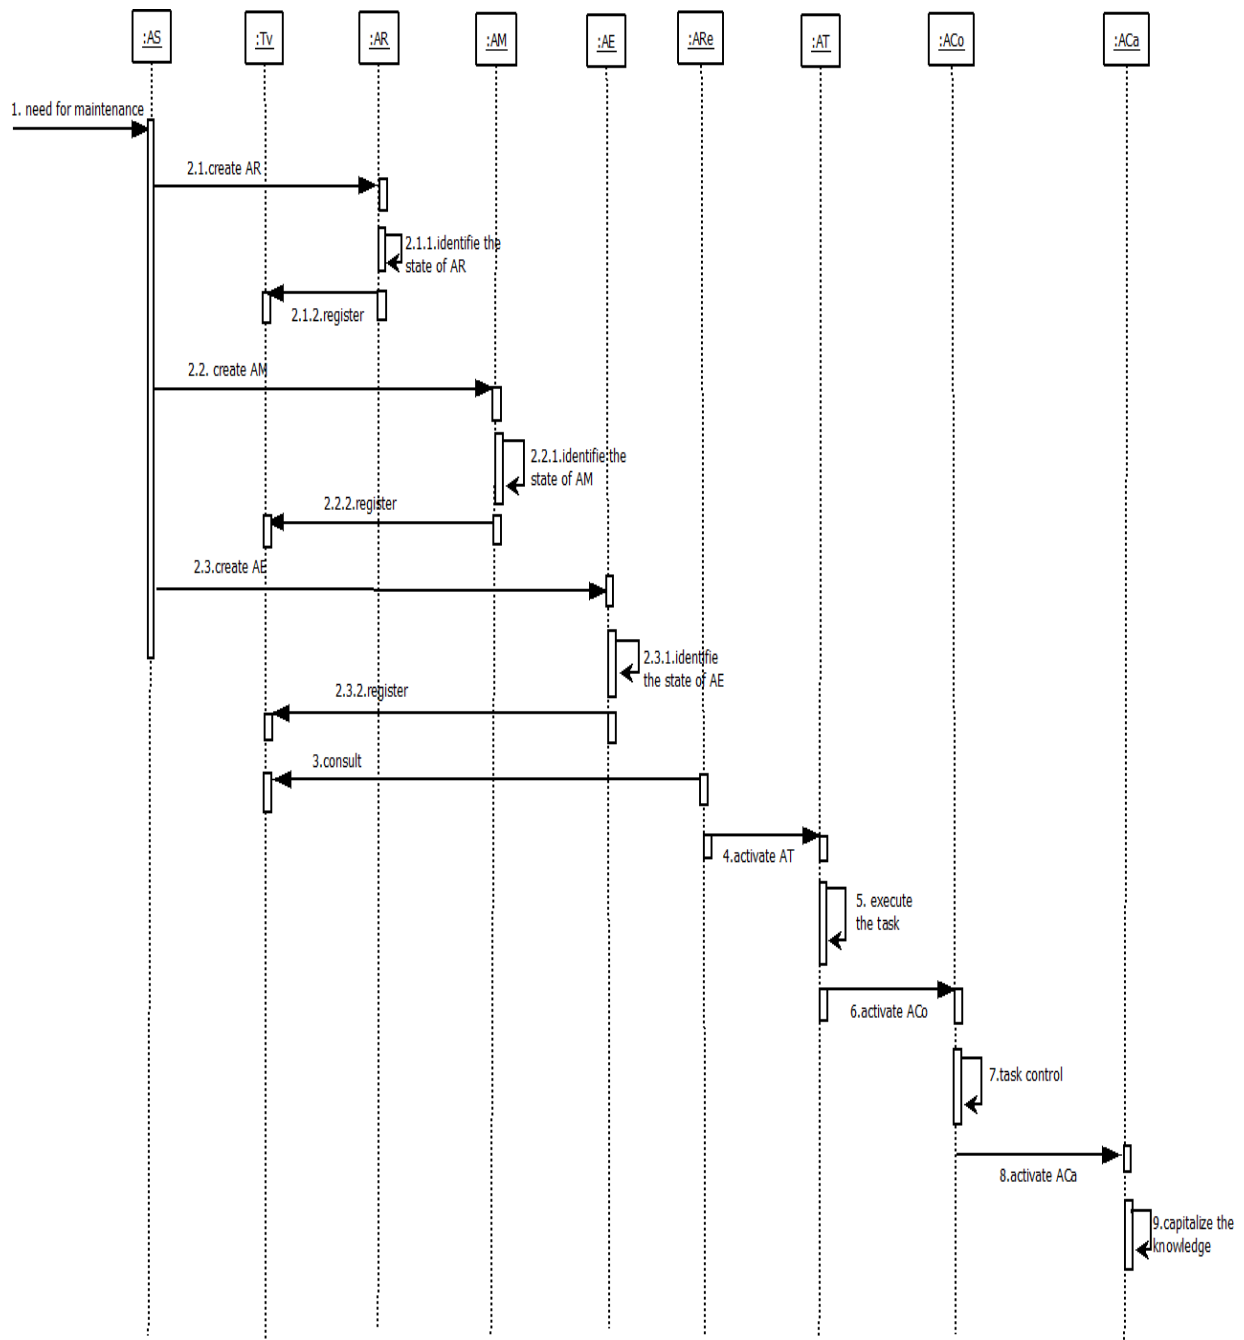 :AS
:Tv
:AR
:AM
:AE
:ARe
:AT
:ACo
:ACa
1. need for maintenance
2.1.create AR
2.1.1.identifie the
state of AR
2.1.2.register
2.2. create AM
2.2.1.identifie the
state of AM
2.2.2.register
2.3.create AE
2.3.1.identifie
the state of AE
2.3.2.register
3.consult
4.activate AT
5. execute
the task
6.activate ACo
7.task control
8.activate ACa
9.capitalize the
knowledge